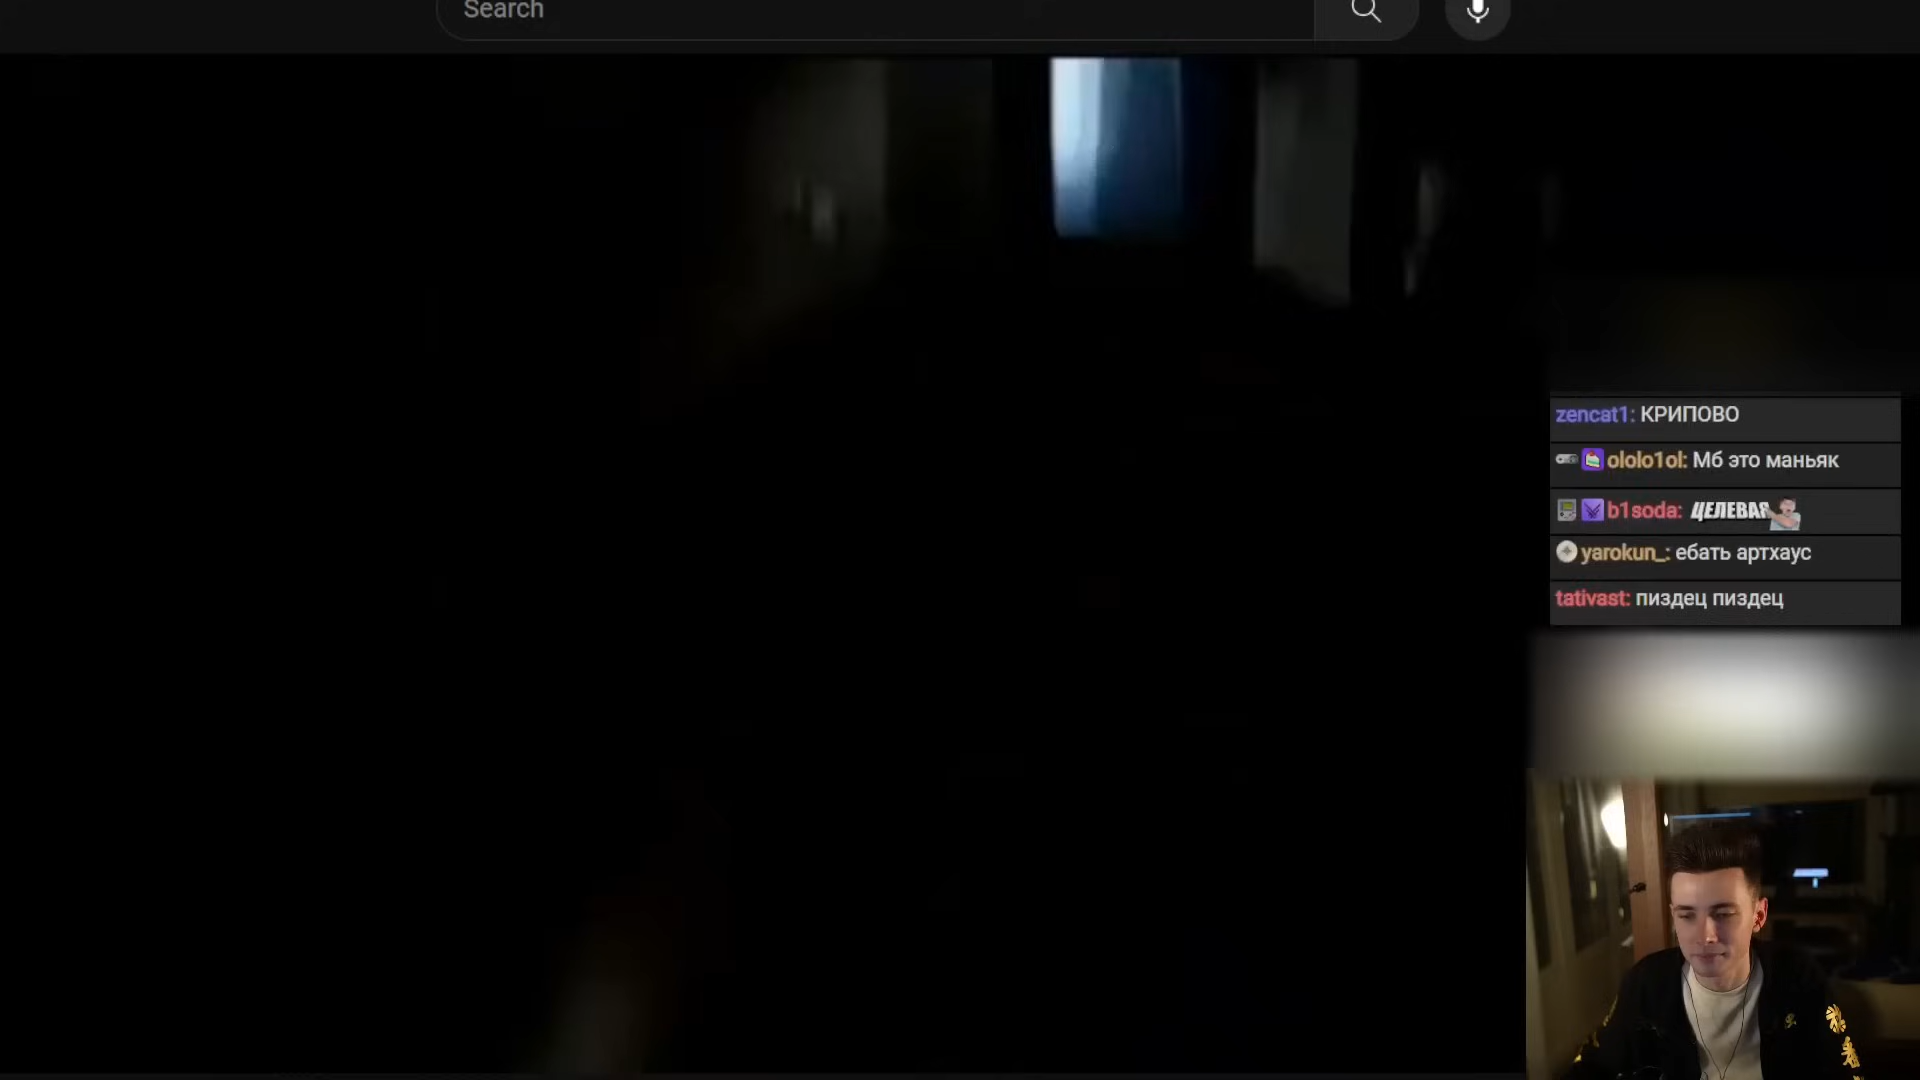 Search
zencat1: КРИПОВО
ololo1ol: Мб это маньяк
b1soda: ЦЕЛЕВАЯ
yarokun_: ебать артхаус
tativast: пиздец пиздец